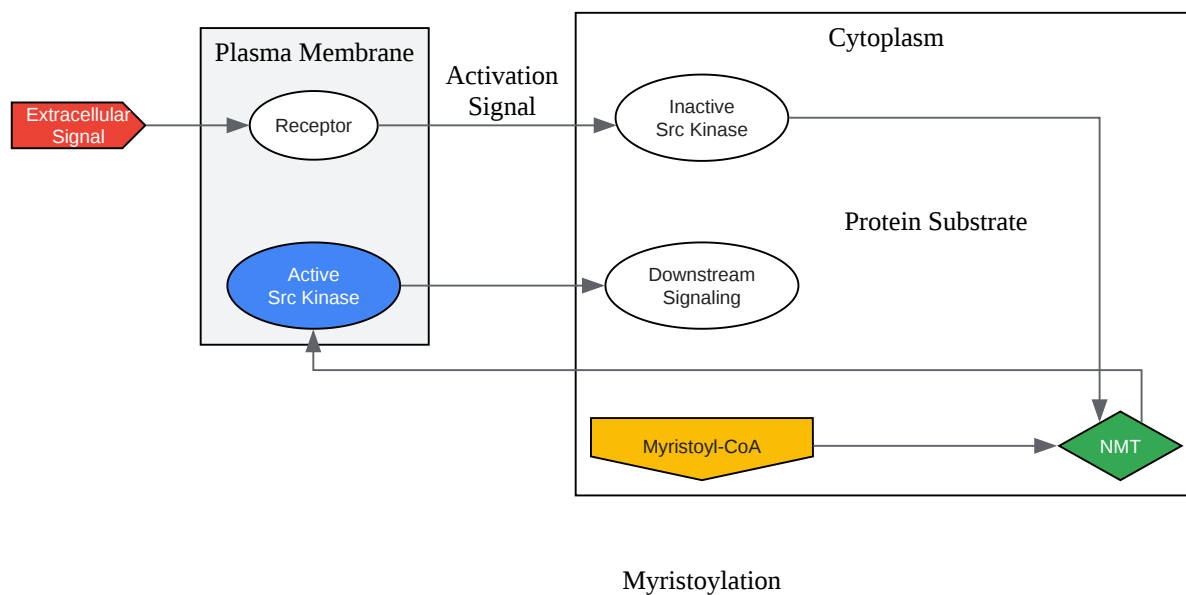 Plasma Membrane
Cytoplasm
Activation
Signal
Extracellular
Signal
Receptor
Inactive
Src Kinase
Protein Substrate
Active
Src Kinase
Downstream
Signaling
Myristoyl-CoA
NMT
Myristoylation